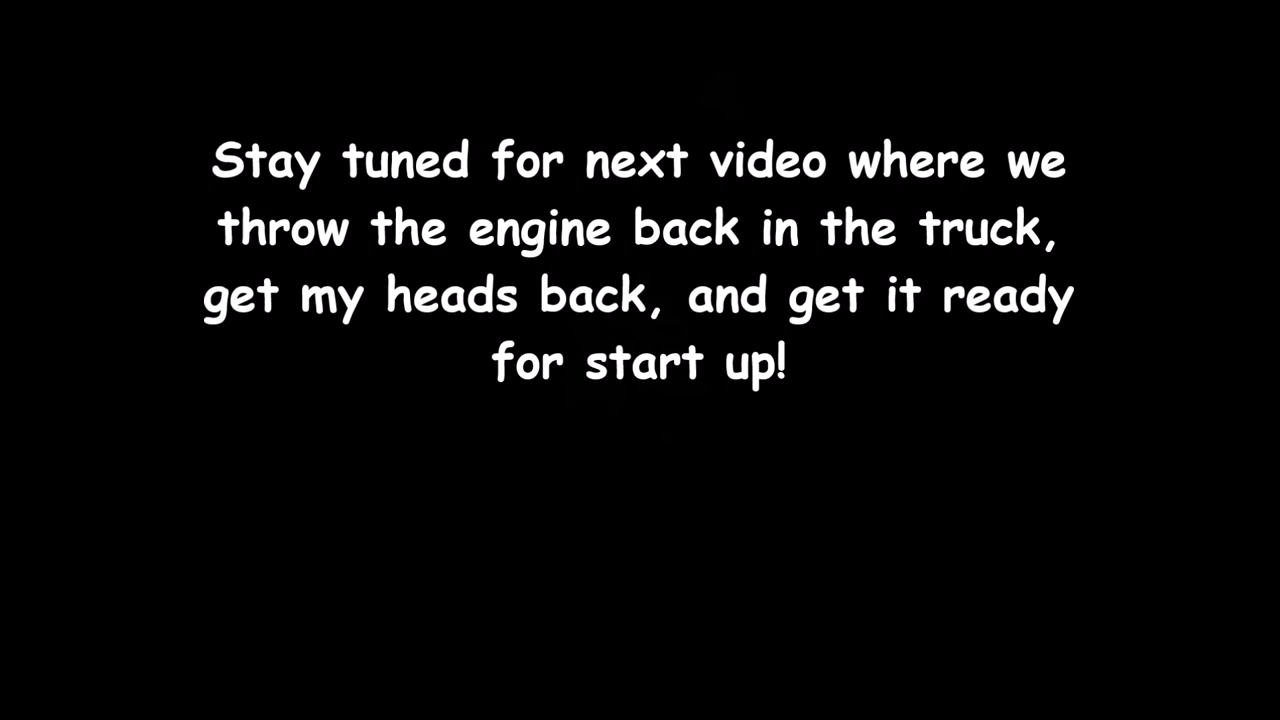 Stay tuned for next video where we
throw the engine back in the truck,
get my heads back, and get it ready
for start up!